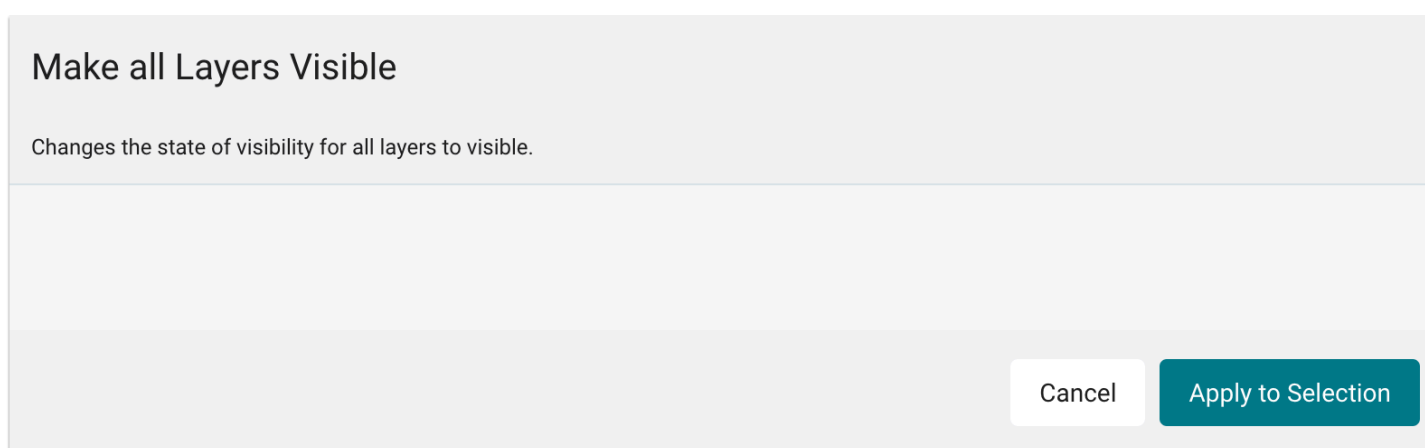 Make all Layers Visible
Changes the state of visibility for all layers to visible.
Cancel
Apply to Selection